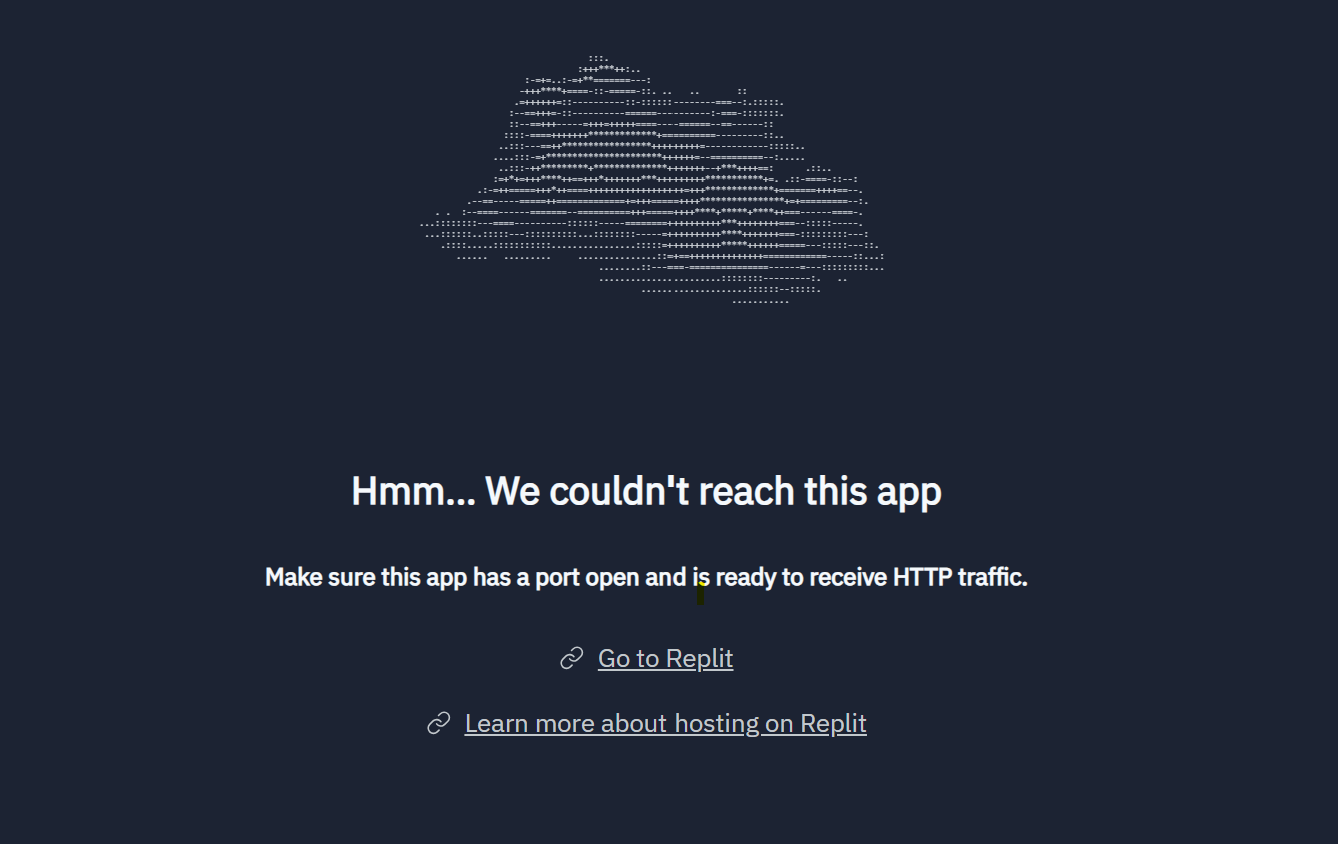 Hmm... We couldn't reach this app
Make sure this app has a port open and is ready to receive HTTP traffic.
Go to Replit
Learn more about hosting on Replit